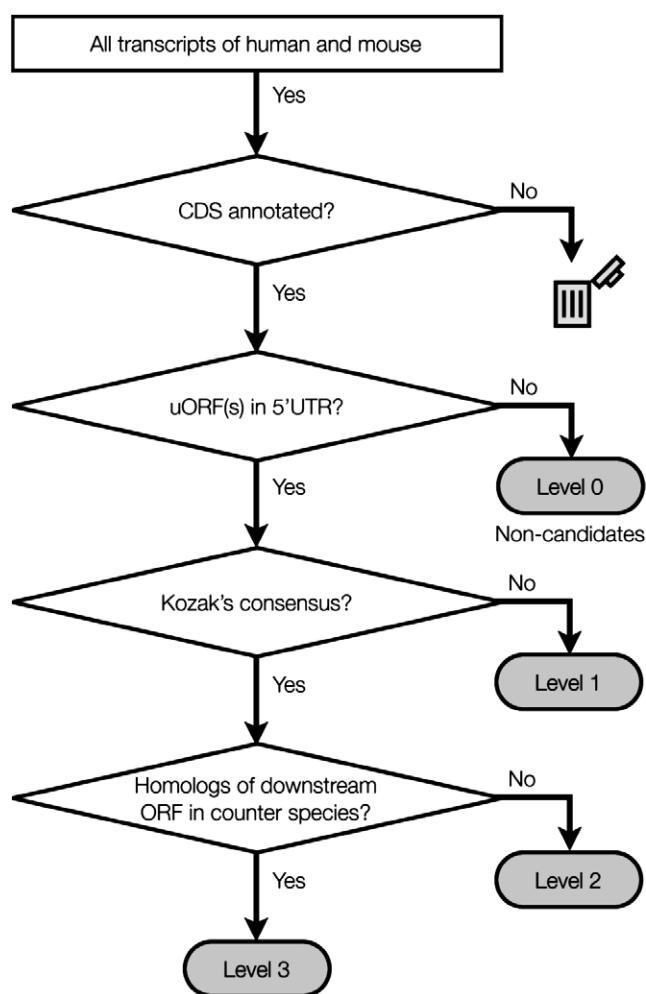 All transcripts of human and mouse
Yes
CDS annotated?
No
Yes
uORF(s) in 5'UTR?
No
Level 0
Non-candidates
Yes
Kozak's consensus?
No
Level 1
Yes
Homologs of downstream
ORF in counter species?
No
Level 2
Yes
Level 3